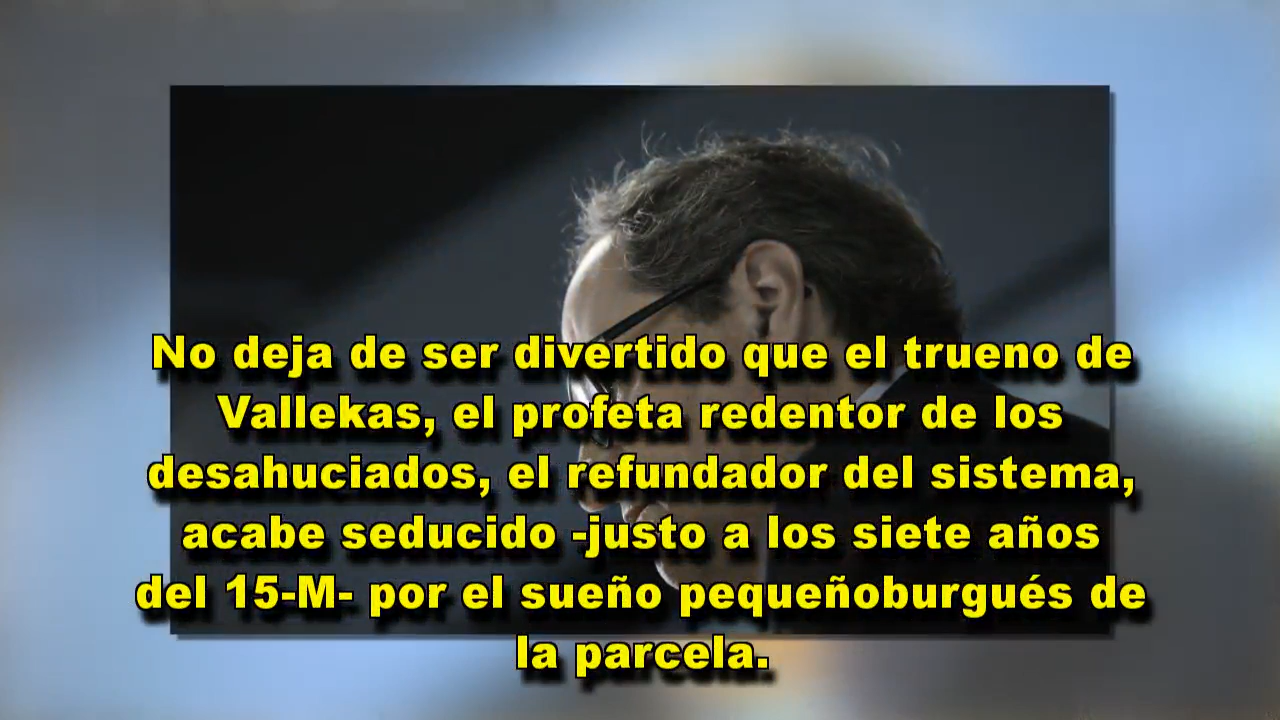 No deja de ser divertido que el trueno de
Vallekas, el profeta redentor de los
desahuciados, el refundador del sistema,
acabe seducido -justo a los siete años
del 15-M- por el sueño pequeñoburgués de
la parcela.